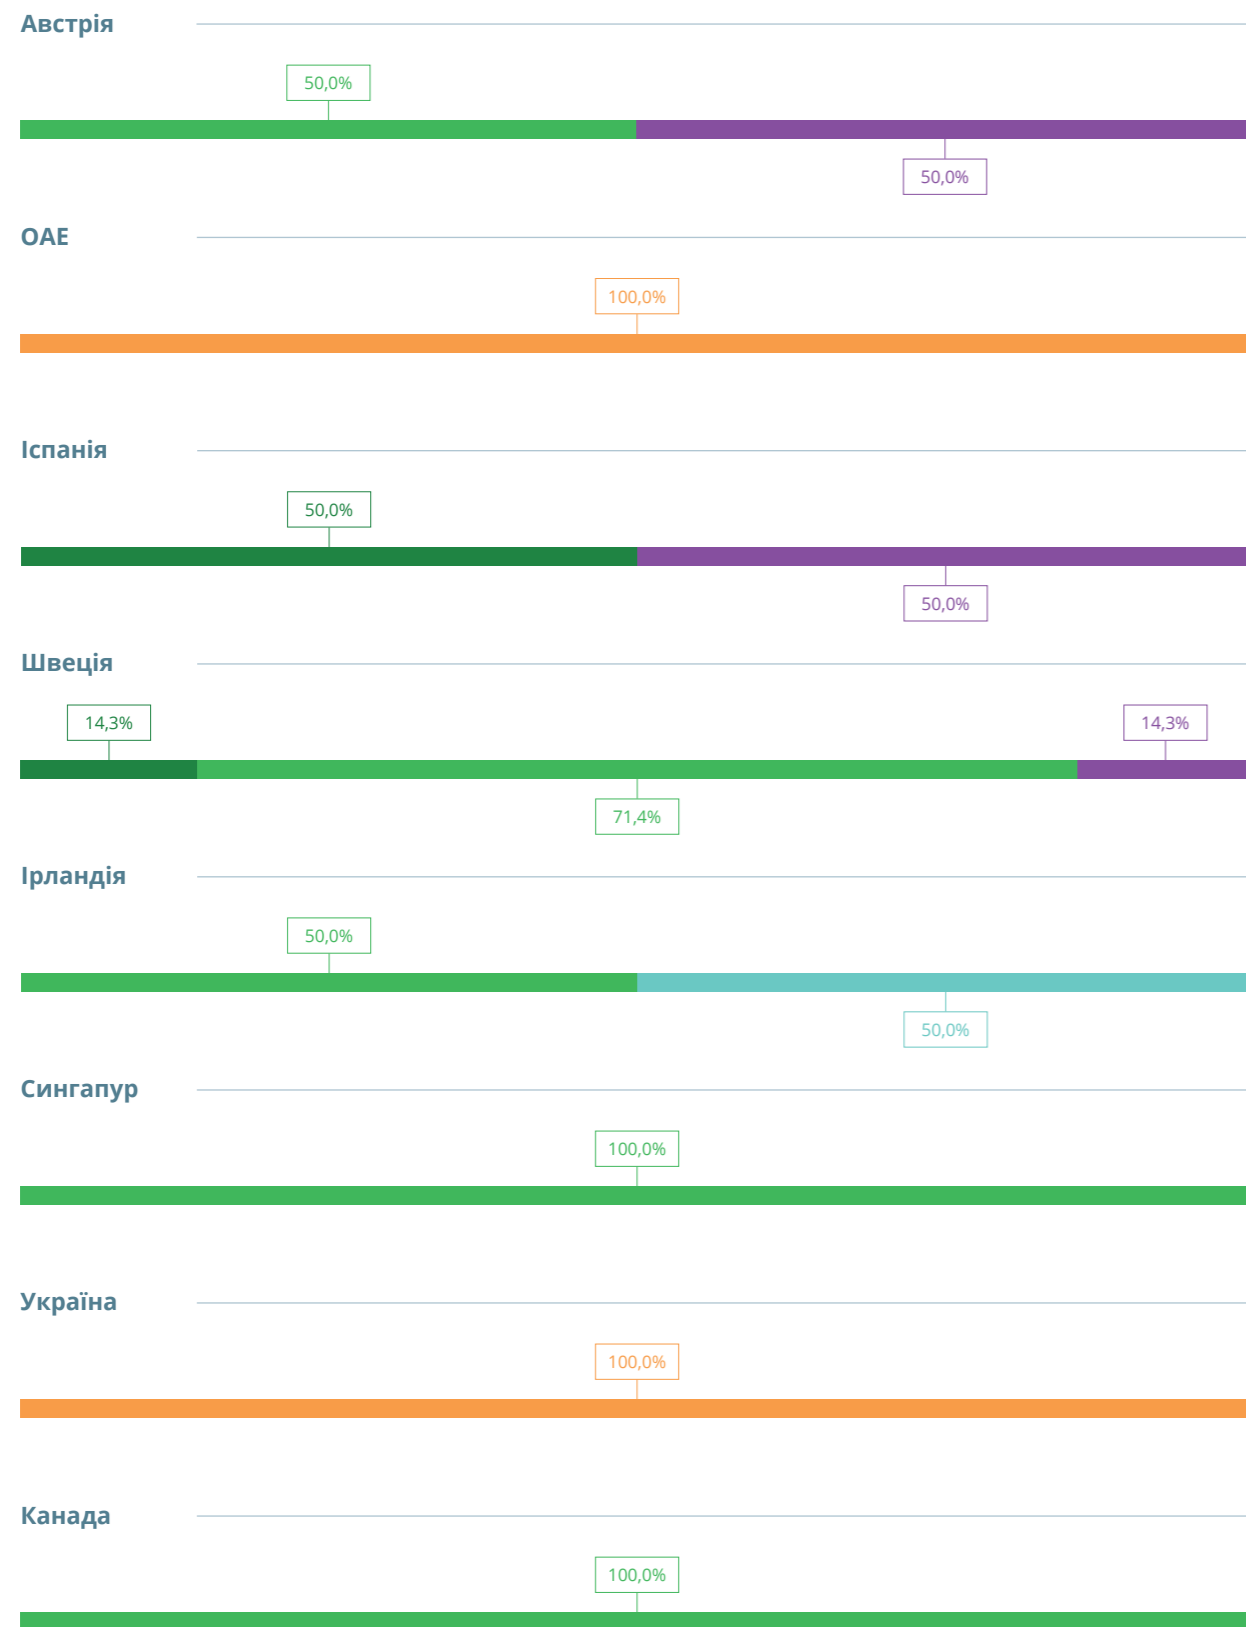 Австрія
50,0%
50,0%
ОАЕ
100,0%
Іспанія
50,0%
50,0%
Швеція
14,3%
14,3%
71,4%
Ірландія
50,0%
50,0%
Сингапур
100,0%
Україна
100,0%
Канада
100,0%